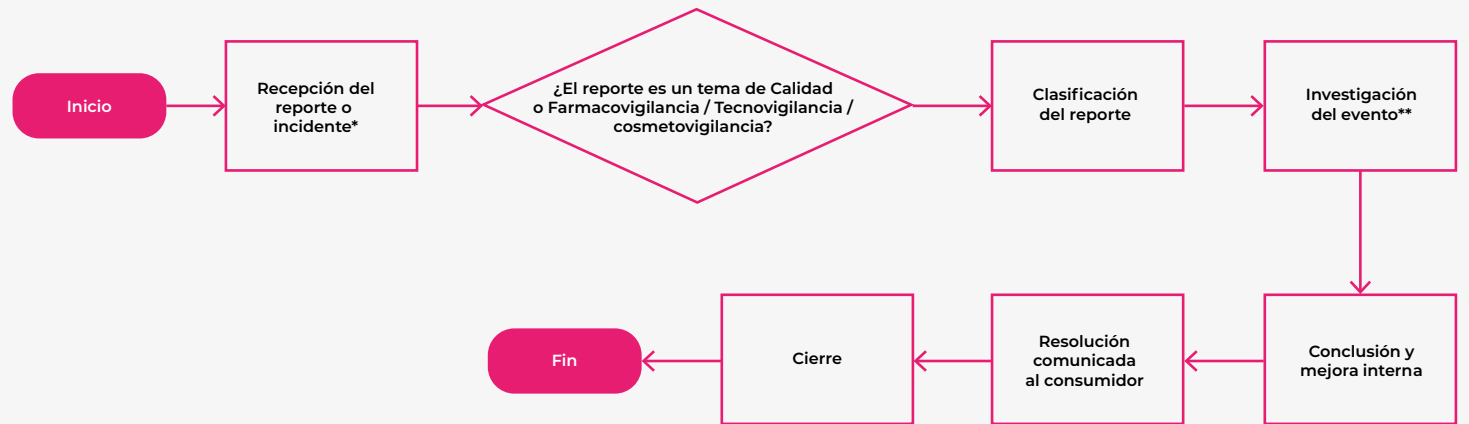 Inicio
Recepción del
reporte o
incidente*
¿El reporte es un tema de Calidad
o Farmacovigilancia / Tecnovigilancia /
cosmetovigilancia?
Clasificación
del reporte
Investigación
del evento**
Conclusión y
mejora interna
Resolución
comunicada
al consumidor
Cierre
Fin